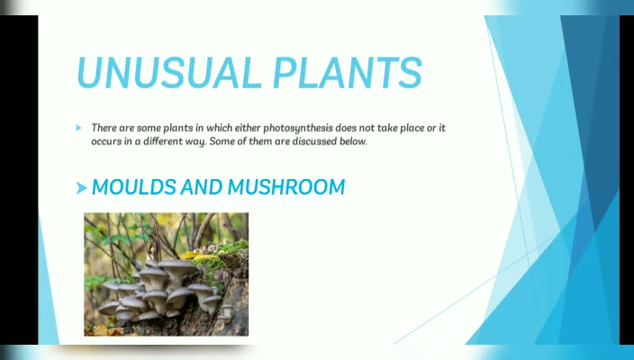 UNUSUAL PLANTS
There are some plants in which either photosynthesis does not take place or it
occurs in a different way. Some of them are discussed below.
MOULDS AND MUSHROOM